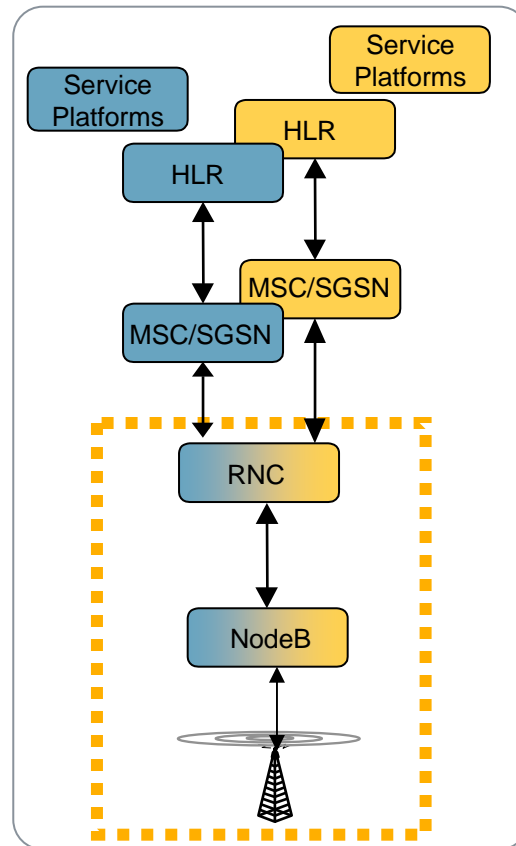 Service
Platforms
Service
Platforms
HLR
HLR
MSC/SGSN
MSC/SGSN
RNC
NodeB